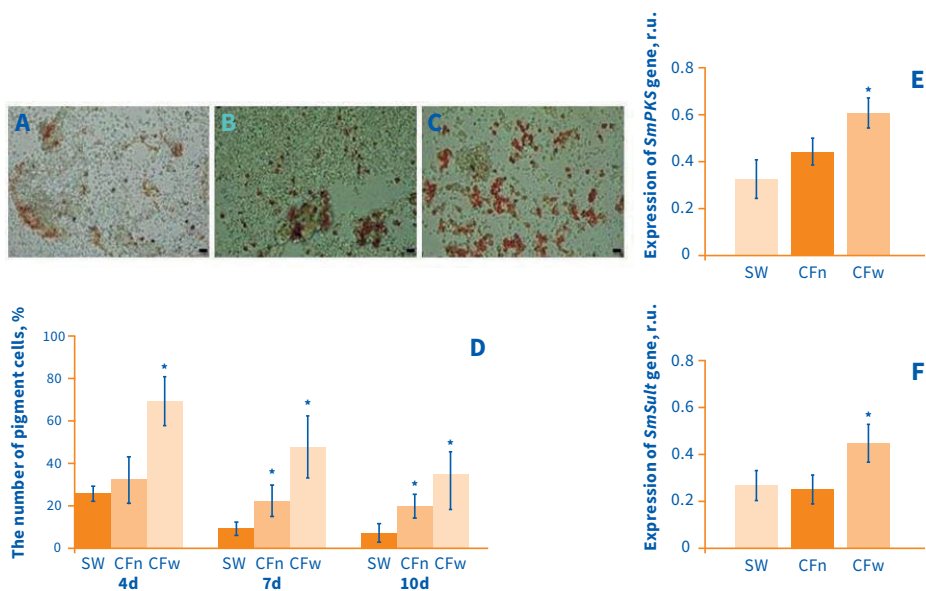 A
B
C
The number of pigment cells, %
100
80
60
40
20
0
D
*
*
*
*
*
SW CFn CFw
SW CFn CFw
SW CFn CFw
4d
7d
10d
Expression of SmPKS gene, r.u.
0.8
0.6
0.4
0.2
0
E
*
SW CFn CFw
Expression of SmSult gene, r.u.
0.8
0.6
0.4
0.2
0
F
*
SW CFn CFw